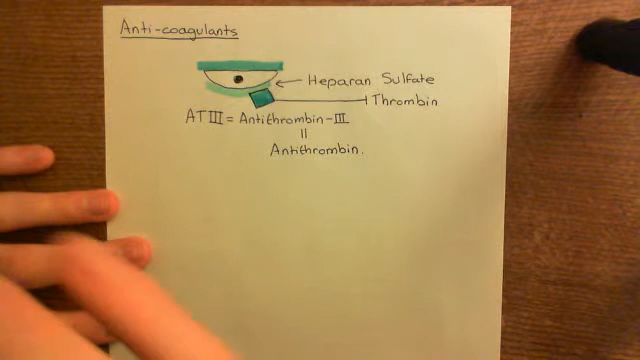 Anti-coagulants
Heparan Sulfate
Thrombin
ATIII = Antithrombin-III
=
Antithrombin.